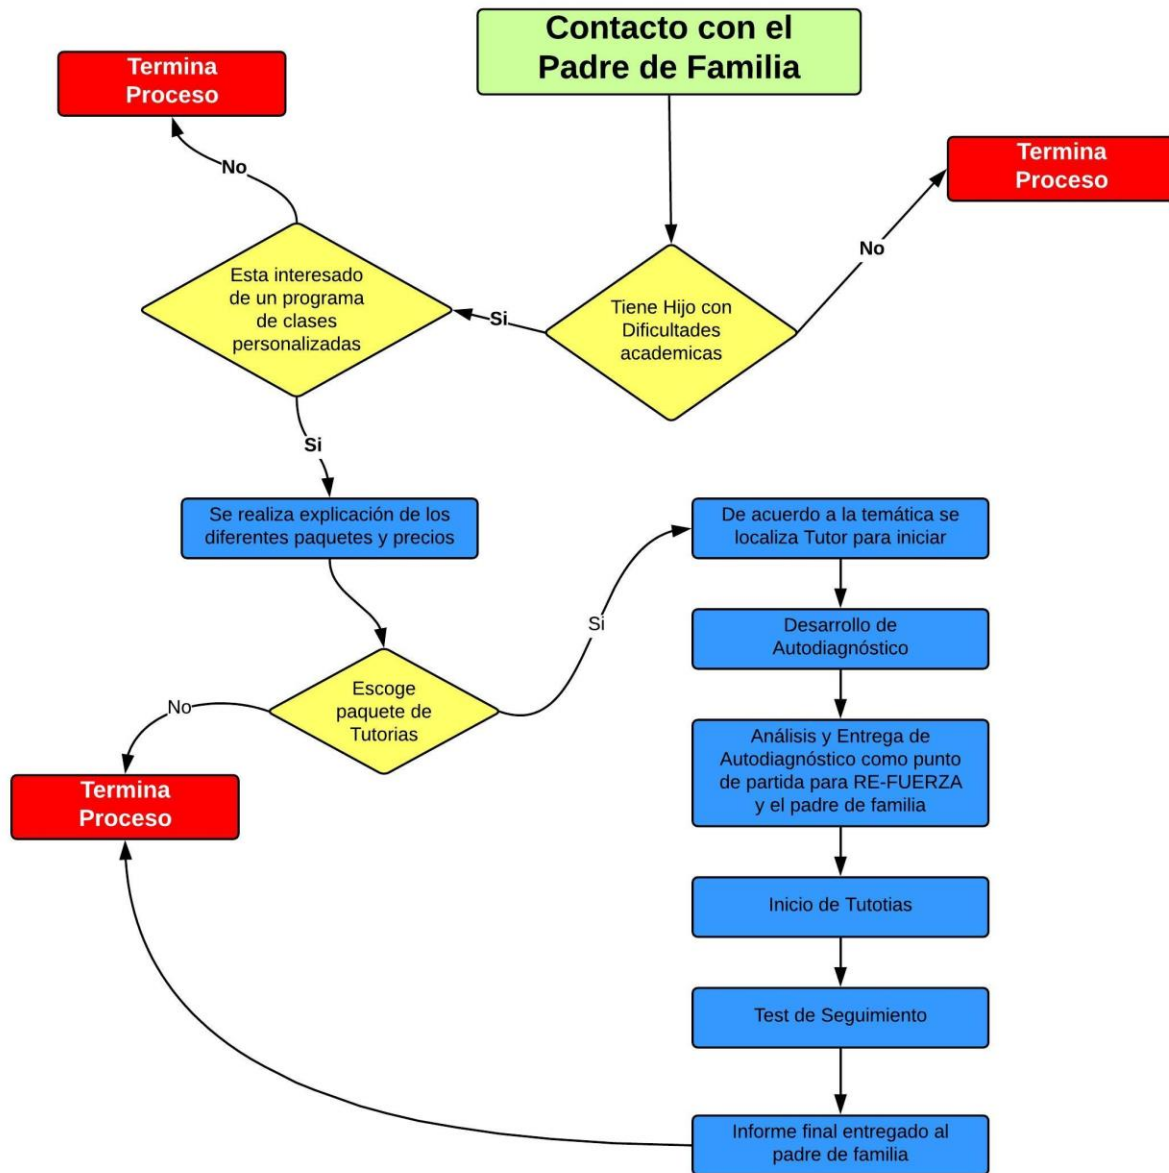 Contacto con el
Padre de Familia
Termina
Proceso
Termina
Proceso
No
No
Esta interesado
de un programa
de clases
personalizadas
Si
Tiene Hijo con
Dificultades
academicas
Si
Se realiza explicación de los
diferentes paquetes y precios
De acuerdo a la temática se
localiza Tutor para iniciar
Si
Desarrollo de
Autodiagnóstico
Escoge
paquete de
Tutorias
No
Análisis y Entrega de
Autodiagnóstico como punto
de partida para RE-FUERZA
y el padre de familia
Termina
Proceso
Inicio de Tutotias
Test de Seguimiento
Informe final entregado al
padre de familia